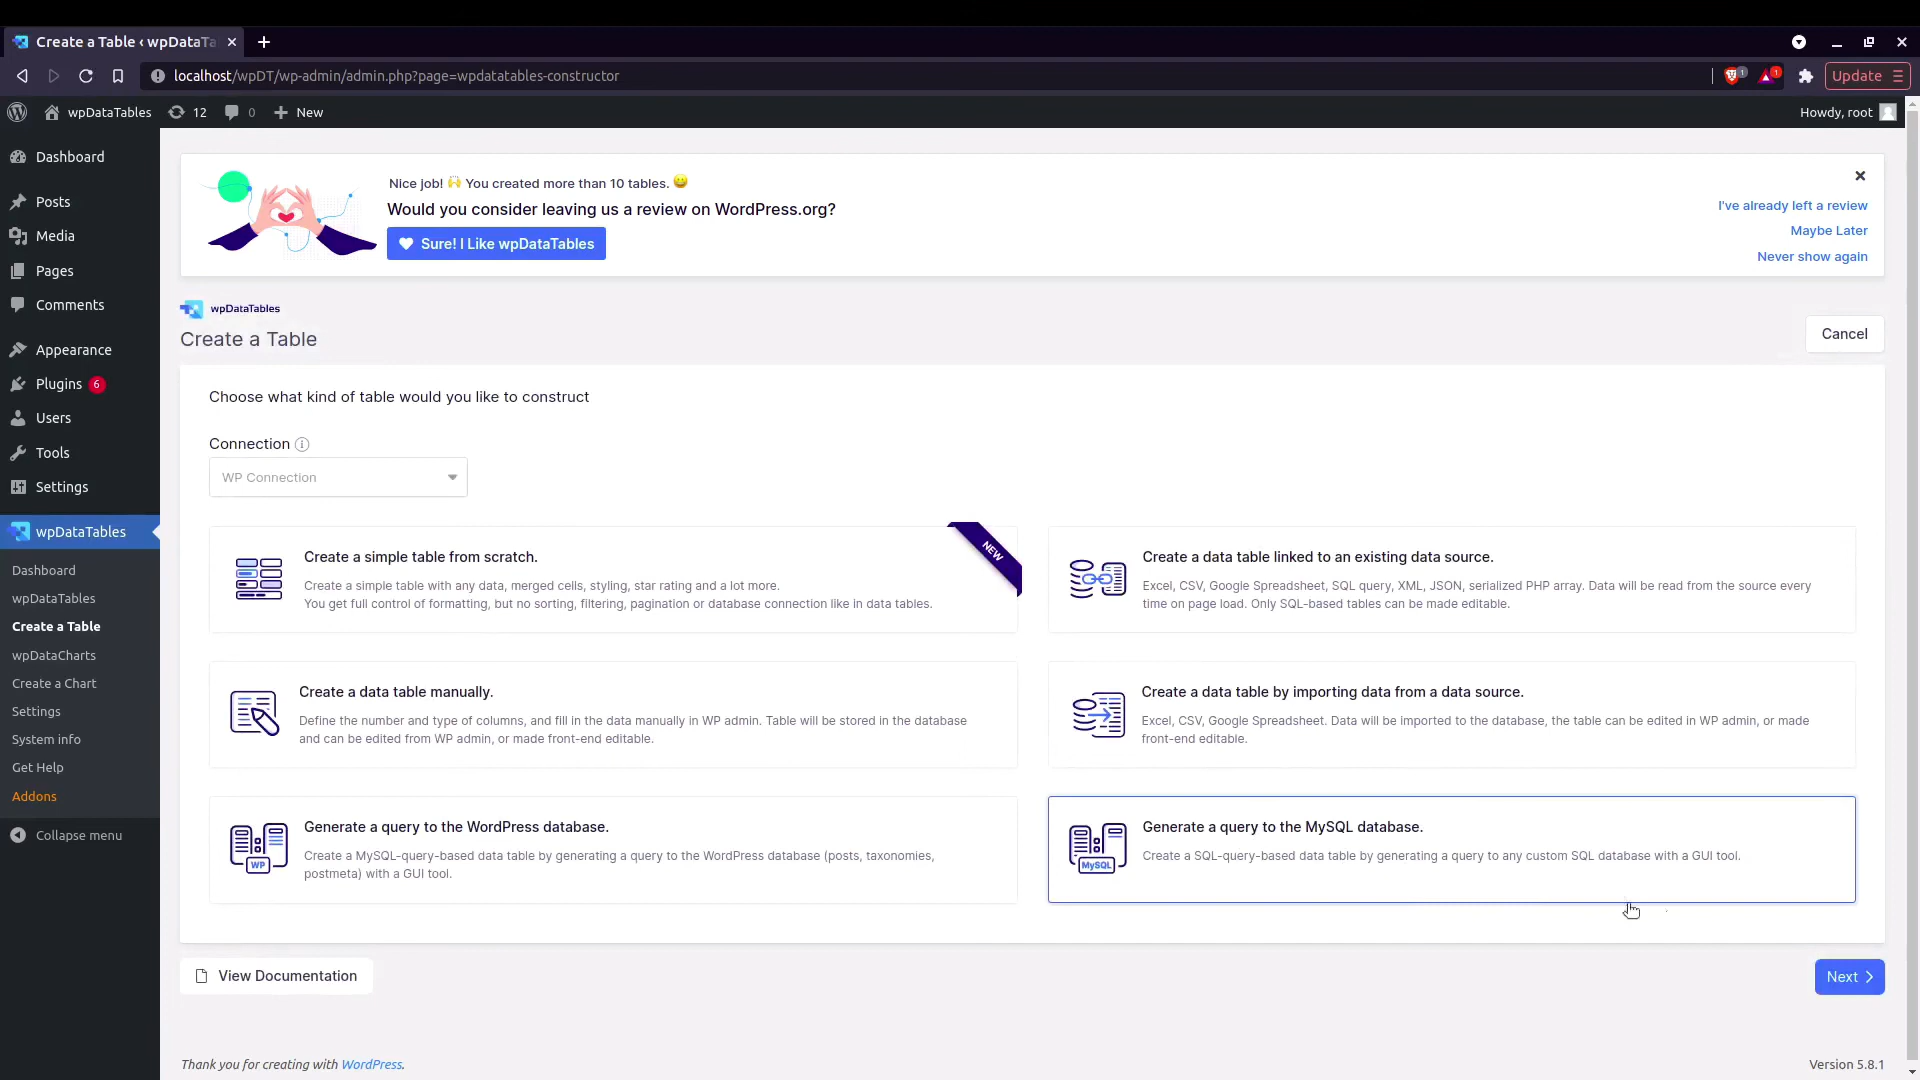 Create a Table ‹ wpDataTa
localhost/wpDT/wp-admin/admin.php?page=wpdatatables-constructor
1
1
Update
wpDataTables
12
0
New
Howdy, root
Dashboard
Posts
Media
Pages
Comments
Appearance
Plugins 6
Users
Tools
Settings
wpDataTables
Dashboard
wpDataTables
Create a Table
wpDataCharts
Create a Chart
Settings
System info
Get Help
Addons
Collapse menu
Nice job! 🙌 You created more than 10 tables. 😀
Would you consider leaving us a review on WordPress.org?
Sure! I Like wpDataTables
I've already left a review
Maybe Later
Never show again
wpDataTables
Create a Table
Cancel
Choose what kind of table would you like to construct
Connection
WP Connection
Create a simple table from scratch.
Create a simple table with any data, merged cells, styling, star rating and a lot more.
You get full control of formatting, but no sorting, filtering, pagination or database connection like in data tables.
NEW
Create a data table linked to an existing data source.
Excel, CSV, Google Spreadsheet, SQL query, XML, JSON, serialized PHP array. Data will be read from the source every
time on page load. Only SQL-based tables can be made editable.
Create a data table manually.
Define the number and type of columns, and fill in the data manually in WP admin. Table will be stored in the database
and can be edited from WP admin, or made front-end editable.
Create a data table by importing data from a data source.
Excel, CSV, Google Spreadsheet. Data will be imported to the database, the table can be edited in WP admin, or made
front-end editable.
WP
Generate a query to the WordPress database.
Create a MySQL-query-based data table by generating a query to the WordPress database (posts, taxonomies,
postmeta) with a GUI tool.
MySQL
Generate a query to the MySQL database.
Create a SQL-query-based data table by generating a query to any custom SQL database with a GUI tool.
View Documentation
Next
Thank you for creating with WordPress.
Version 5.8.1